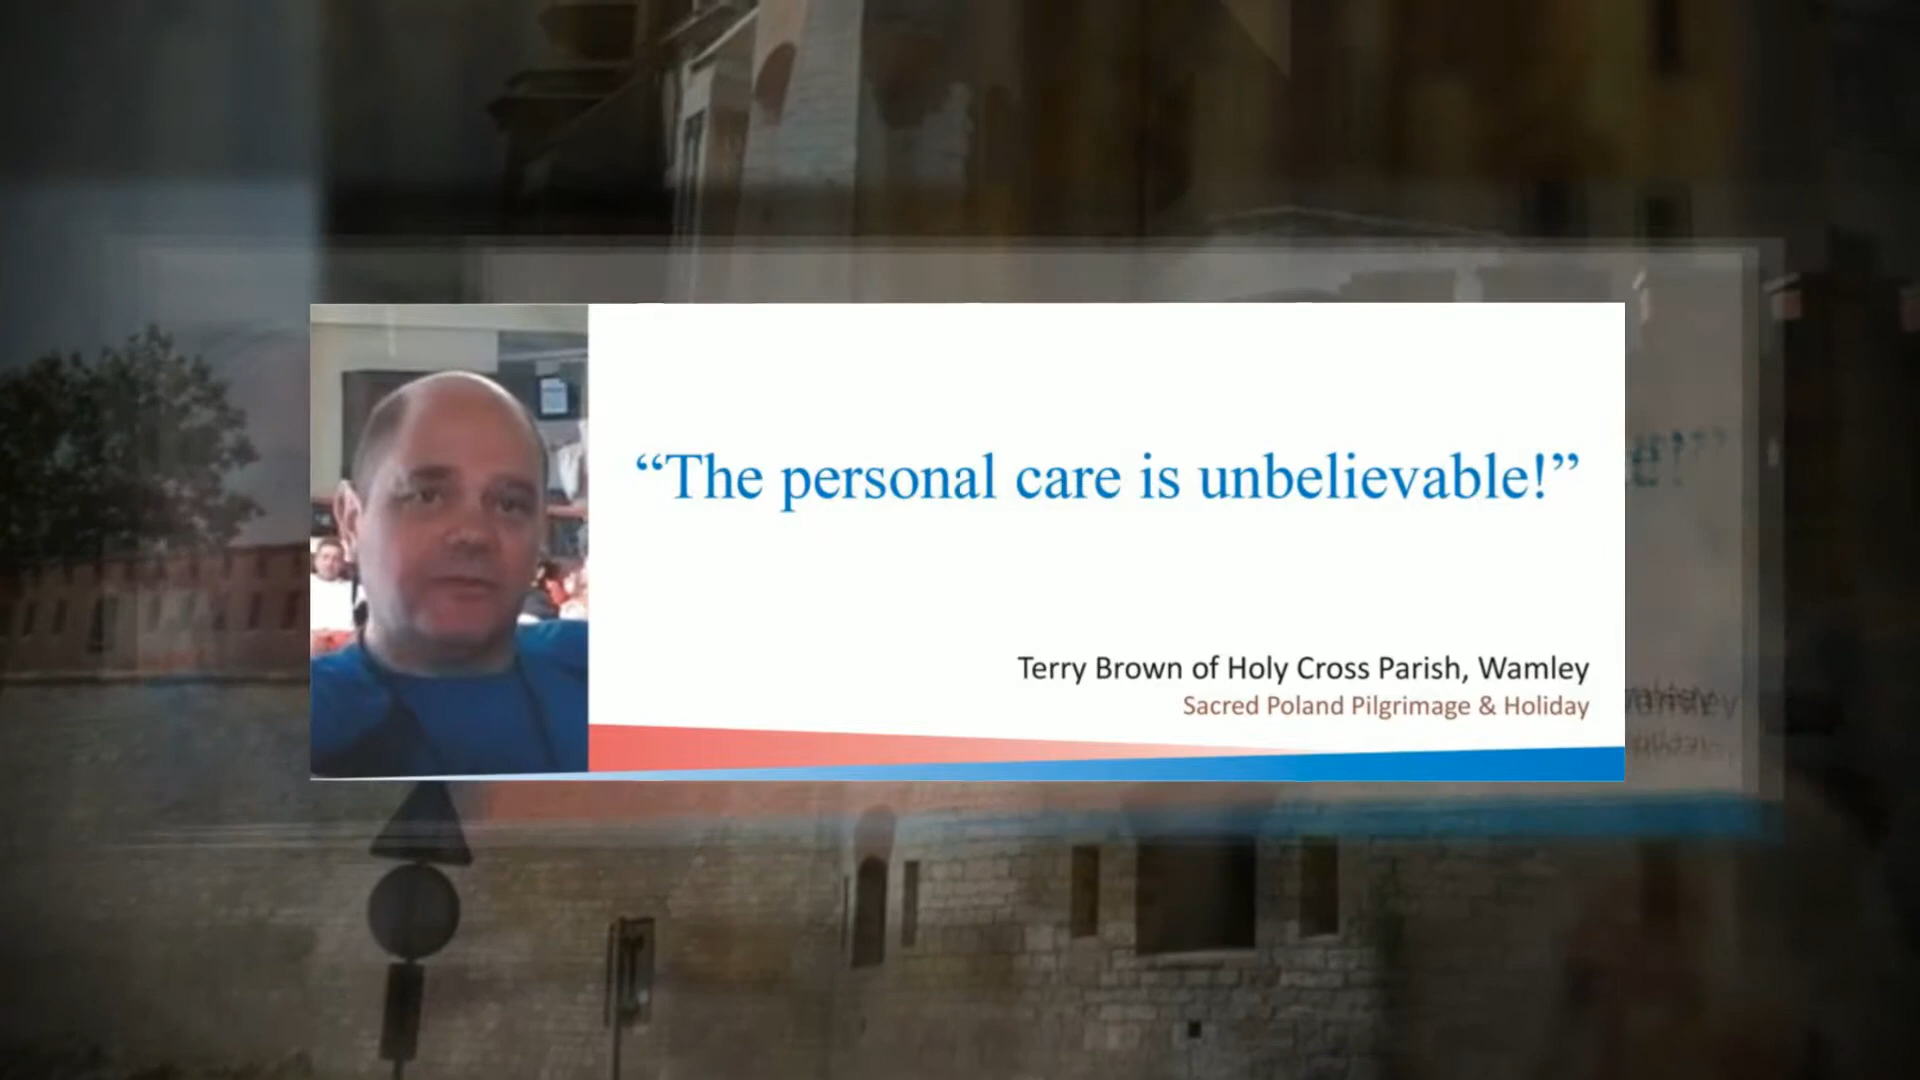 “The personal care is unbelievable!”
Terry Brown of Holy Cross Parish, Wamley
Sacred Poland Pilgrimage & Holiday